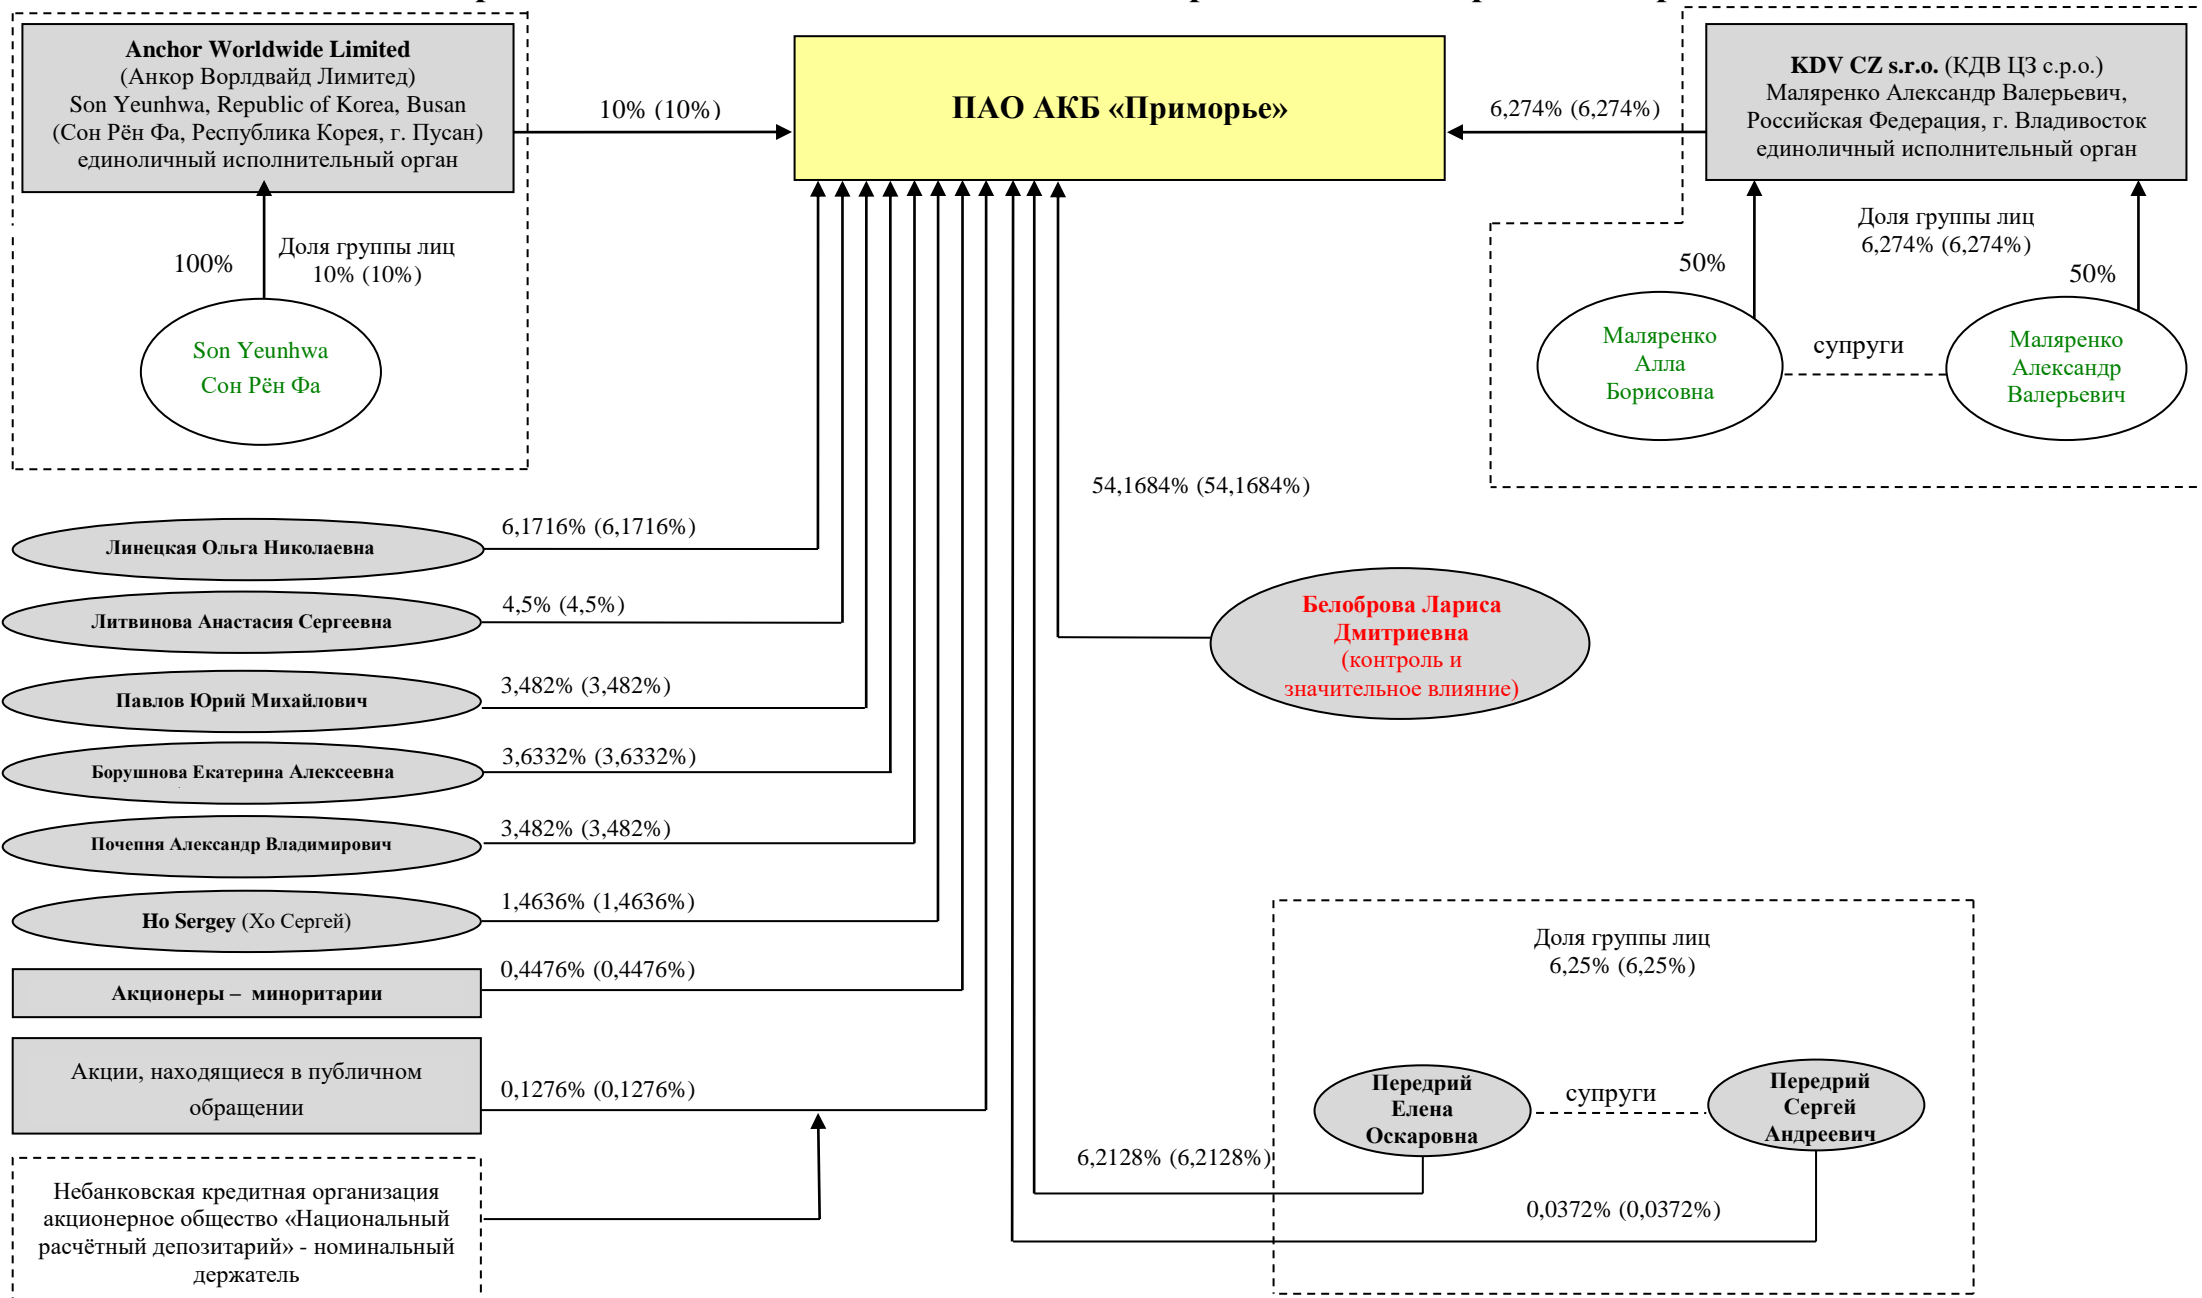 Anchor Worldwide Limited
(Анкор Ворлдвайд Лимитед)
Son Yeunhwa, Republic of Korea, Busan
(Сон Рён Фа, Республика Корея, г. Пусан)
единоличный исполнительный орган
10% (10%)
ПАО АКБ «Приморье»
6,274% (6,274%)
KDV CZ s.r.o. (КДВ ЦЗ с.р.о.)
Маляренко Александр Валерьевич,
Российская Федерация, г. Владивосток
единоличный исполнительный орган
100%
Доля группы лиц
10% (10%)
Son Yeunhwa
Сон Рён Фа
Доля группы лиц
6,274% (6,274%)
50%
50%
Маляренко
Алла
Борисовна
супруги
Маляренко
Александр
Валерьевич
54,1684% (54,1684%)
Белоброва Лариса
Дмитриевна
(контроль и
значительное влияние)
Линецкая Ольга Николаевна
6,1716% (6,1716%)
Литвинова Анастасия Сергеевна
4,5% (4,5%)
Павлов Юрий Михайлович
3,482% (3,482%)
Борушнова Екатерина Алексеевна
3,6332% (3,6332%)
Почепня Александр Владимирович
3,482% (3,482%)
Ho Sergey (Хо Сергей)
1,4636% (1,4636%)
Акционеры – миноритарии
0,4476% (0,4476%)
Акции, находящиеся в публичном
обращении
0,1276% (0,1276%)
Небанковская кредитная организация
акционерное общество «Национальный
расчётный депозитарий» - номинальный
держатель
Доля группы лиц
6,25% (6,25%)
Передрий
Елена
Оскаровна
супруги
Передрий
Сергей
Андреевич
6,2128% (6,2128%)
0,0372% (0,0372%)